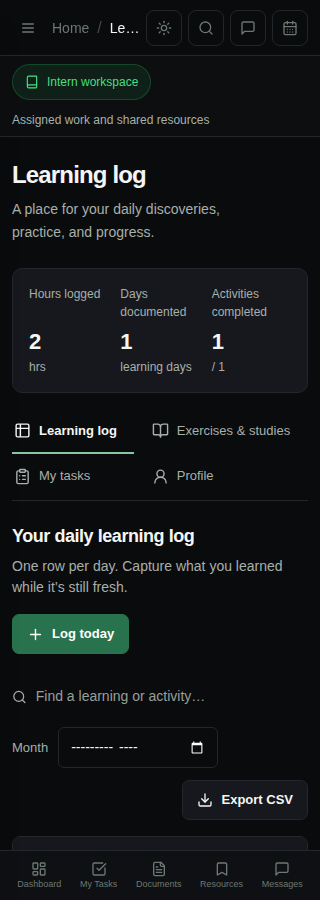 Home / Le...
Intern workspace
Assigned work and shared resources
Learning log
A place for your daily discoveries,
practice, and progress.
Hours logged
2
hrs
Days
documented
1
learning days
Activities
completed
1
/ 1
Learning log
Exercises & studies
My tasks
Profile
Your daily learning log
One row per day. Capture what you learned
while it's still fresh.
Log today
Find a learning or activity…
Month
--------- ----
Export CSV
Dashboard
My Tasks
Documents
Resources
Messages